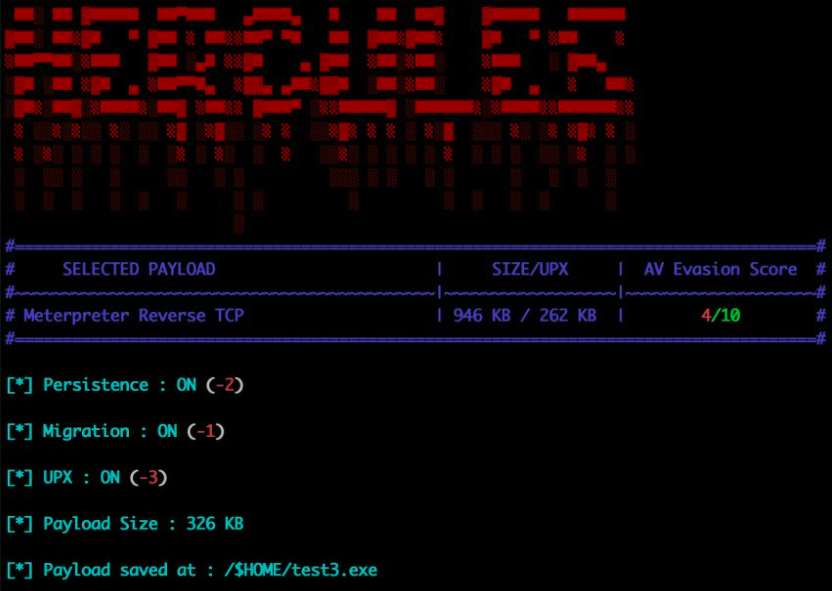 HERCULES
#=====================================================================================#
# SELECTED PAYLOAD | SIZE/UPX | AV Evasion Score #
#~~~~~~~~~~~~~~~~~~~~~~~~~~~~~~~~~~~~~~~~~~~~|~~~~~~~~~~~~~~~~~~|~~~~~~~~~~~~~~~~~~~~#
# Meterpreter Reverse TCP | 946 KB / 262 KB | 4/10 #
#=====================================================================================#
[*] Persistence : ON (-2)
[*] Migration : ON (-1)
[*] UPX : ON (-3)
[*] Payload Size : 326 KB
[*] Payload saved at : /$HOME/test3.exe